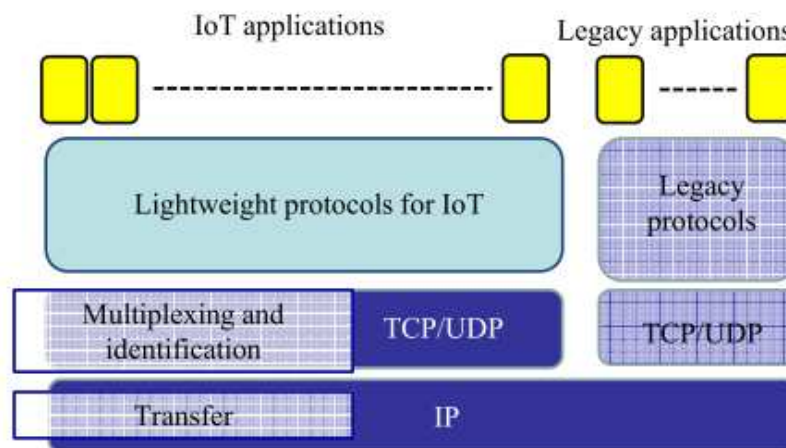 IoT applications
Legacy applications
Lightweight protocols for IoT
Legacy
protocols
Multiplexing and
identification
TCP/UDP
TCP/UDP
Transfer
IP